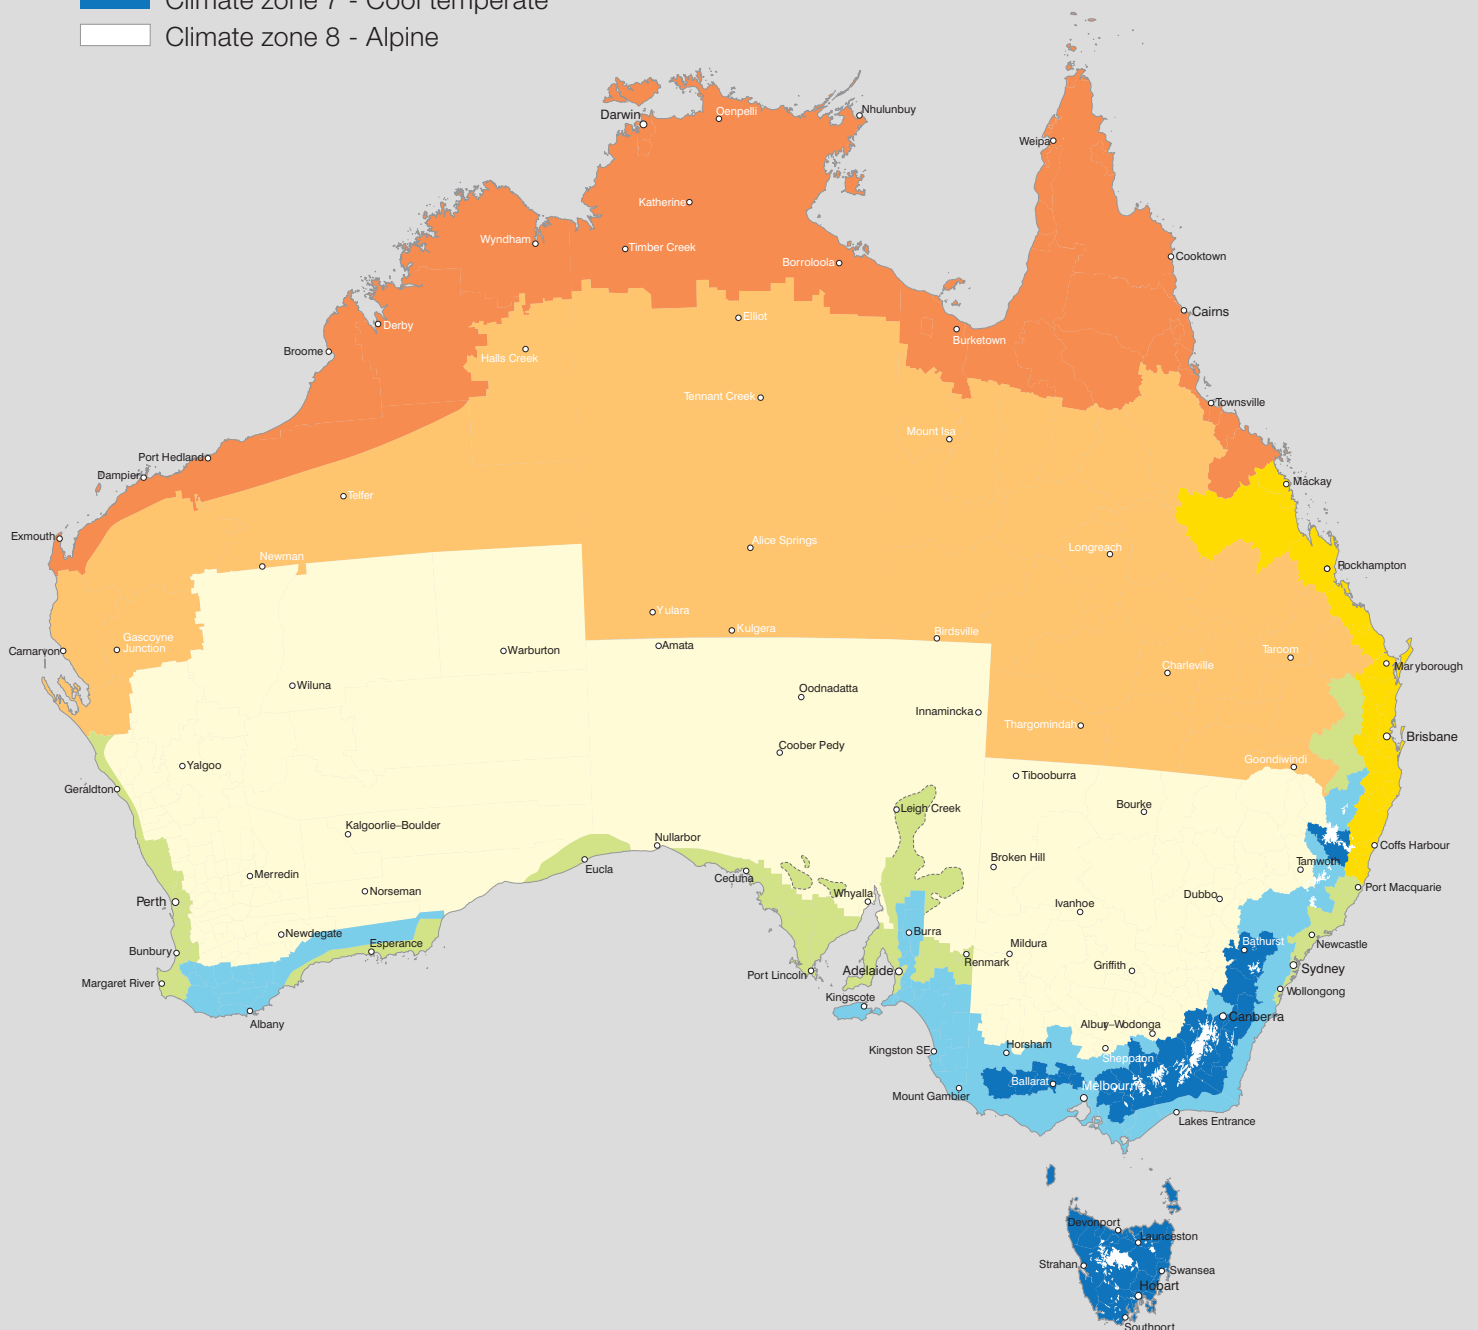 Climate zone 7 - Cool temperate
Climate zone 8 - Alpine
Darwin
Oenpelli
Nhulunbuy
Weipa
Katherine
Wyndham
Timber Creek
Borroloola
Cooktown
Cairns
Derby
Elliot
Burketown
Broome
Halls Creek
Tennant Creek
Townsville
Mount Isa
Port Hedland
Dampier
Telfer
Mackay
Exmouth
Alice Springs
Longreach
Newman
Rockhampton
Yulara
Kulgera
Birdsville
Gascoyne
Junction
Carnarvon
Warburton
Amata
Taroom
Charleville
Maryborough
Wiluna
Oodnadatta
Innamincka
Thargomindah
Brisbane
Coober Pedy
Goondiwindi
Yalgoo
Tibooburra
Geraldton
Leigh Creek
Bourke
Kalgoorlie–Boulder
Nullarbor
Coffs Harbour
Broken Hill
Tamworth
Eucla
Merredin
Ceduna
Norseman
Whyalla
Dubbo
Port Macquarie
Perth
Ivanhoe
Newdegate
Burra
Esperance
Mildura
Bathurst
Newcastle
Bunbury
Renmark
Griffith
Sydney
Port Lincoln
Adelaide
Margaret River
Wollongong
Kingscote
Canberra
Albany
Albury–Wodonga
Horsham
Kingston SE
Shepparton
Ballarat
Melbourne
Mount Gambier
Lakes Entrance
Devonport
Launceston
Strahan
Swansea
Hobart
Southport